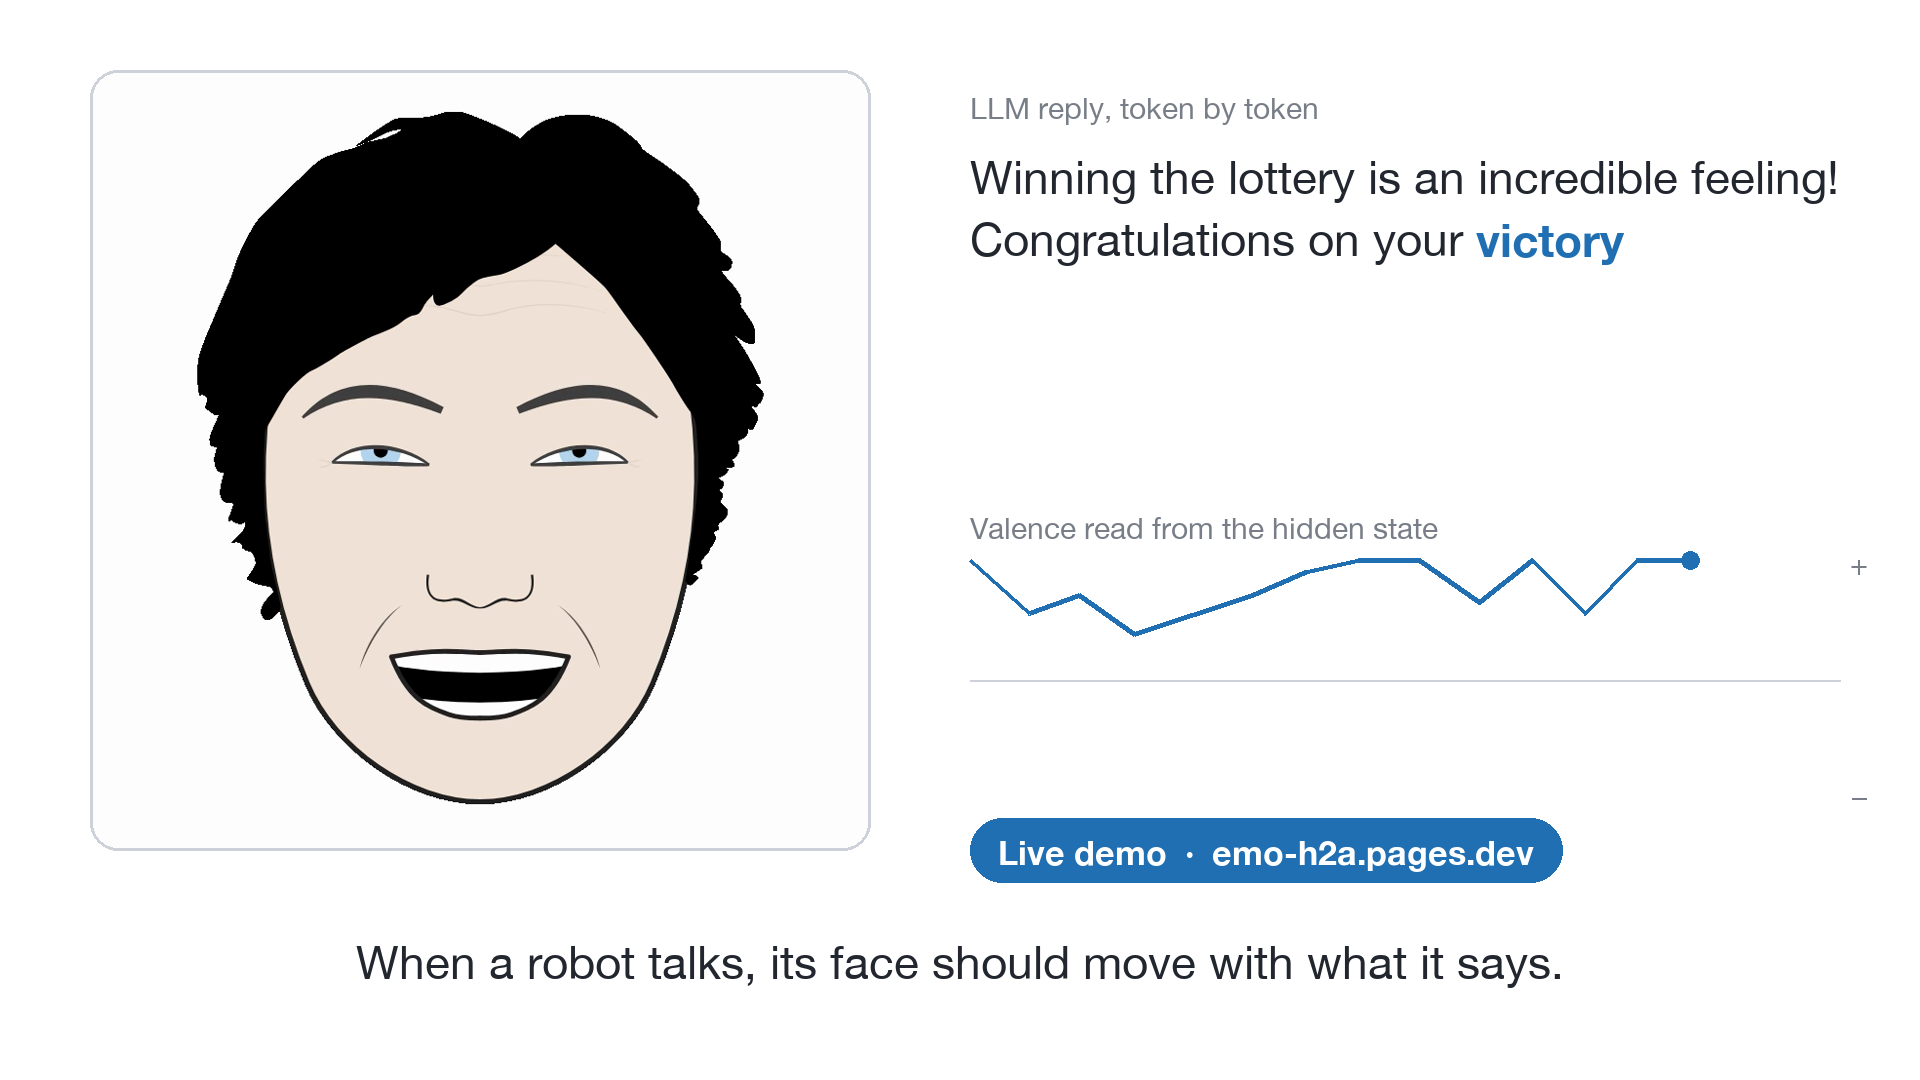 LLM reply, token by token
Winning the lottery is an incredible feeling!
Congratulations on your victory
Valence read from the hidden state
+
−
Live demo · emo-h2a.pages.dev
When a robot talks, its face should move with what it says.